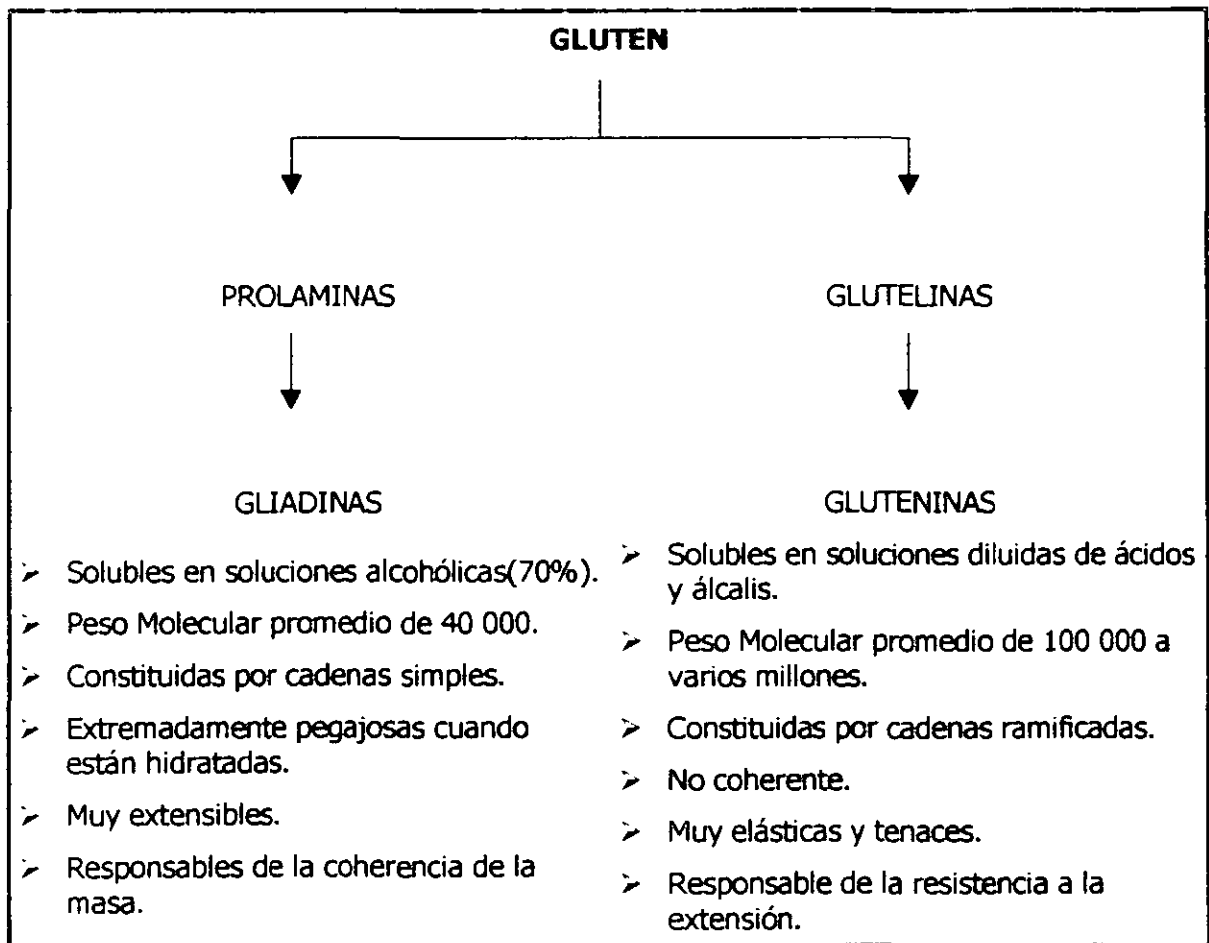 GLUTEN
PROLAMINAS
GLUTELINAS
GLIADINAS
➢ Solubles en soluciones alcohólicas(70%).
➢ Peso Molecular promedio de 40 000.
➢ Constituidas por cadenas simples.
➢ Extremadamente pegajosas cuando
están hidratadas.
➢ Muy extensibles.
➢ Responsables de la coherencia de la
masa.
GLUTENINAS
➢ Solubles en soluciones diluidas de ácidos
y álcalis.
➢ Peso Molecular promedio de 100 000 a
varios millones.
➢ Constituidas por cadenas ramificadas.
➢ No coherente.
➢ Muy elásticas y tenaces.
➢ Responsable de la resistencia a la
extensión.